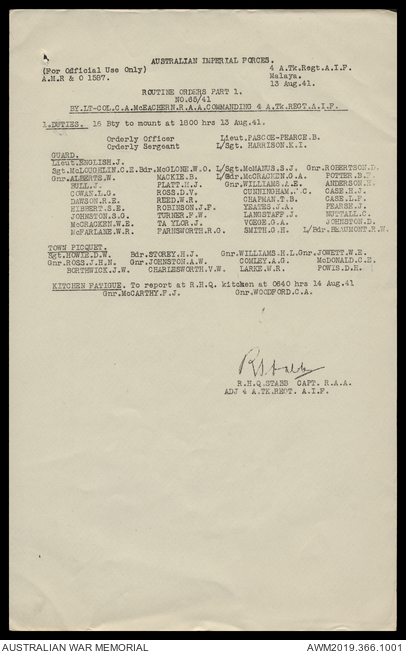 AUSTRALIAN IMPERIAL FORCES.
(For Official Use Only) 4 A.Tk.Regt.A.I.F.
A.M.R & O 1587. Malaya.
13 Aug.41.
ROUTINE ORDERS PART 1.
NO.65/41
BY.LT-COL.C.A.McEACHERN.R.A.A.COMMANDING 4 A.Tk.REGT.A.I.F.
1.DUTIES. 16 Bty to mount at 1800 hrs 13 Aug.41.
Orderly Officer Lieut.PASCOE-PEARCE.B.
Orderly Sergeant L/Sgt.HARRISON.K.I.
GUARD.
Lieut.ENGLISH.J.
Sgt.McLOUGHLIN.C.E. Bdr.McGLONE.W.O. L/Sgt.McMANUS.S.J. Gnr.ROBERTSON.D.
Gnr.ALBERTS.W. MACKIE.B. L/Bdr.McCRACKEN.G.A. POTTER.B.F.
BULL.J. PLATT.H.J. Gnr.WILLIAMS.A.E. ANDERSON.H.
COWAN.L.G. ROSS.D.V. CUNNINGHAM.J.C. CASE.H.J.
DAWSON.R.E. REED.W.R. CHAPMAN.T.B. CASE.L.F.
HIBBERT.S.E. ROBINSON.J.F. YEATES.J.A. PEARSE.J.
JOHNSTON.S.G. TURNER.F.W. LANGSTAFF.J. NUTTALL.C.
McCRACKEN.W.E. TAYLOR.J. VOEGE.G.A. JOHNSTON.D.
McFARLANE.W.R. FARNSWORTH.R.G. SMITH.G.H. L/Bdr.BEAUMONT.R.W.
TOWN PICQUET.
Sgt.HOWIE.D.W. Bdr.STOREY.H.J. Gnr.WILLIAMS.H.L. Gnr.JOWETT.W.E.
Gnr.ROSS.J.H.N. Gnr.JOHNSTON.A.W. COMLEY.A.G. McDONALD.C.E.
BORTHWICK.J.W. CHARLESWORTH.V.W. LARKE.W.R. POWIS.D.H.
KITCHEN FATIGUE. To report at R.H.Q. kitchen at 0640 hrs 14 Aug.41
Gnr.McCARTHY.F.J. Gnr.WOODFORD.C.A.
R.H.Q.STABB CAPT. R.A.A.
ADJ 4 A.TK.REGT. A.I.F.
AUSTRALIAN WAR MEMORIAL AWM2019.366.1001